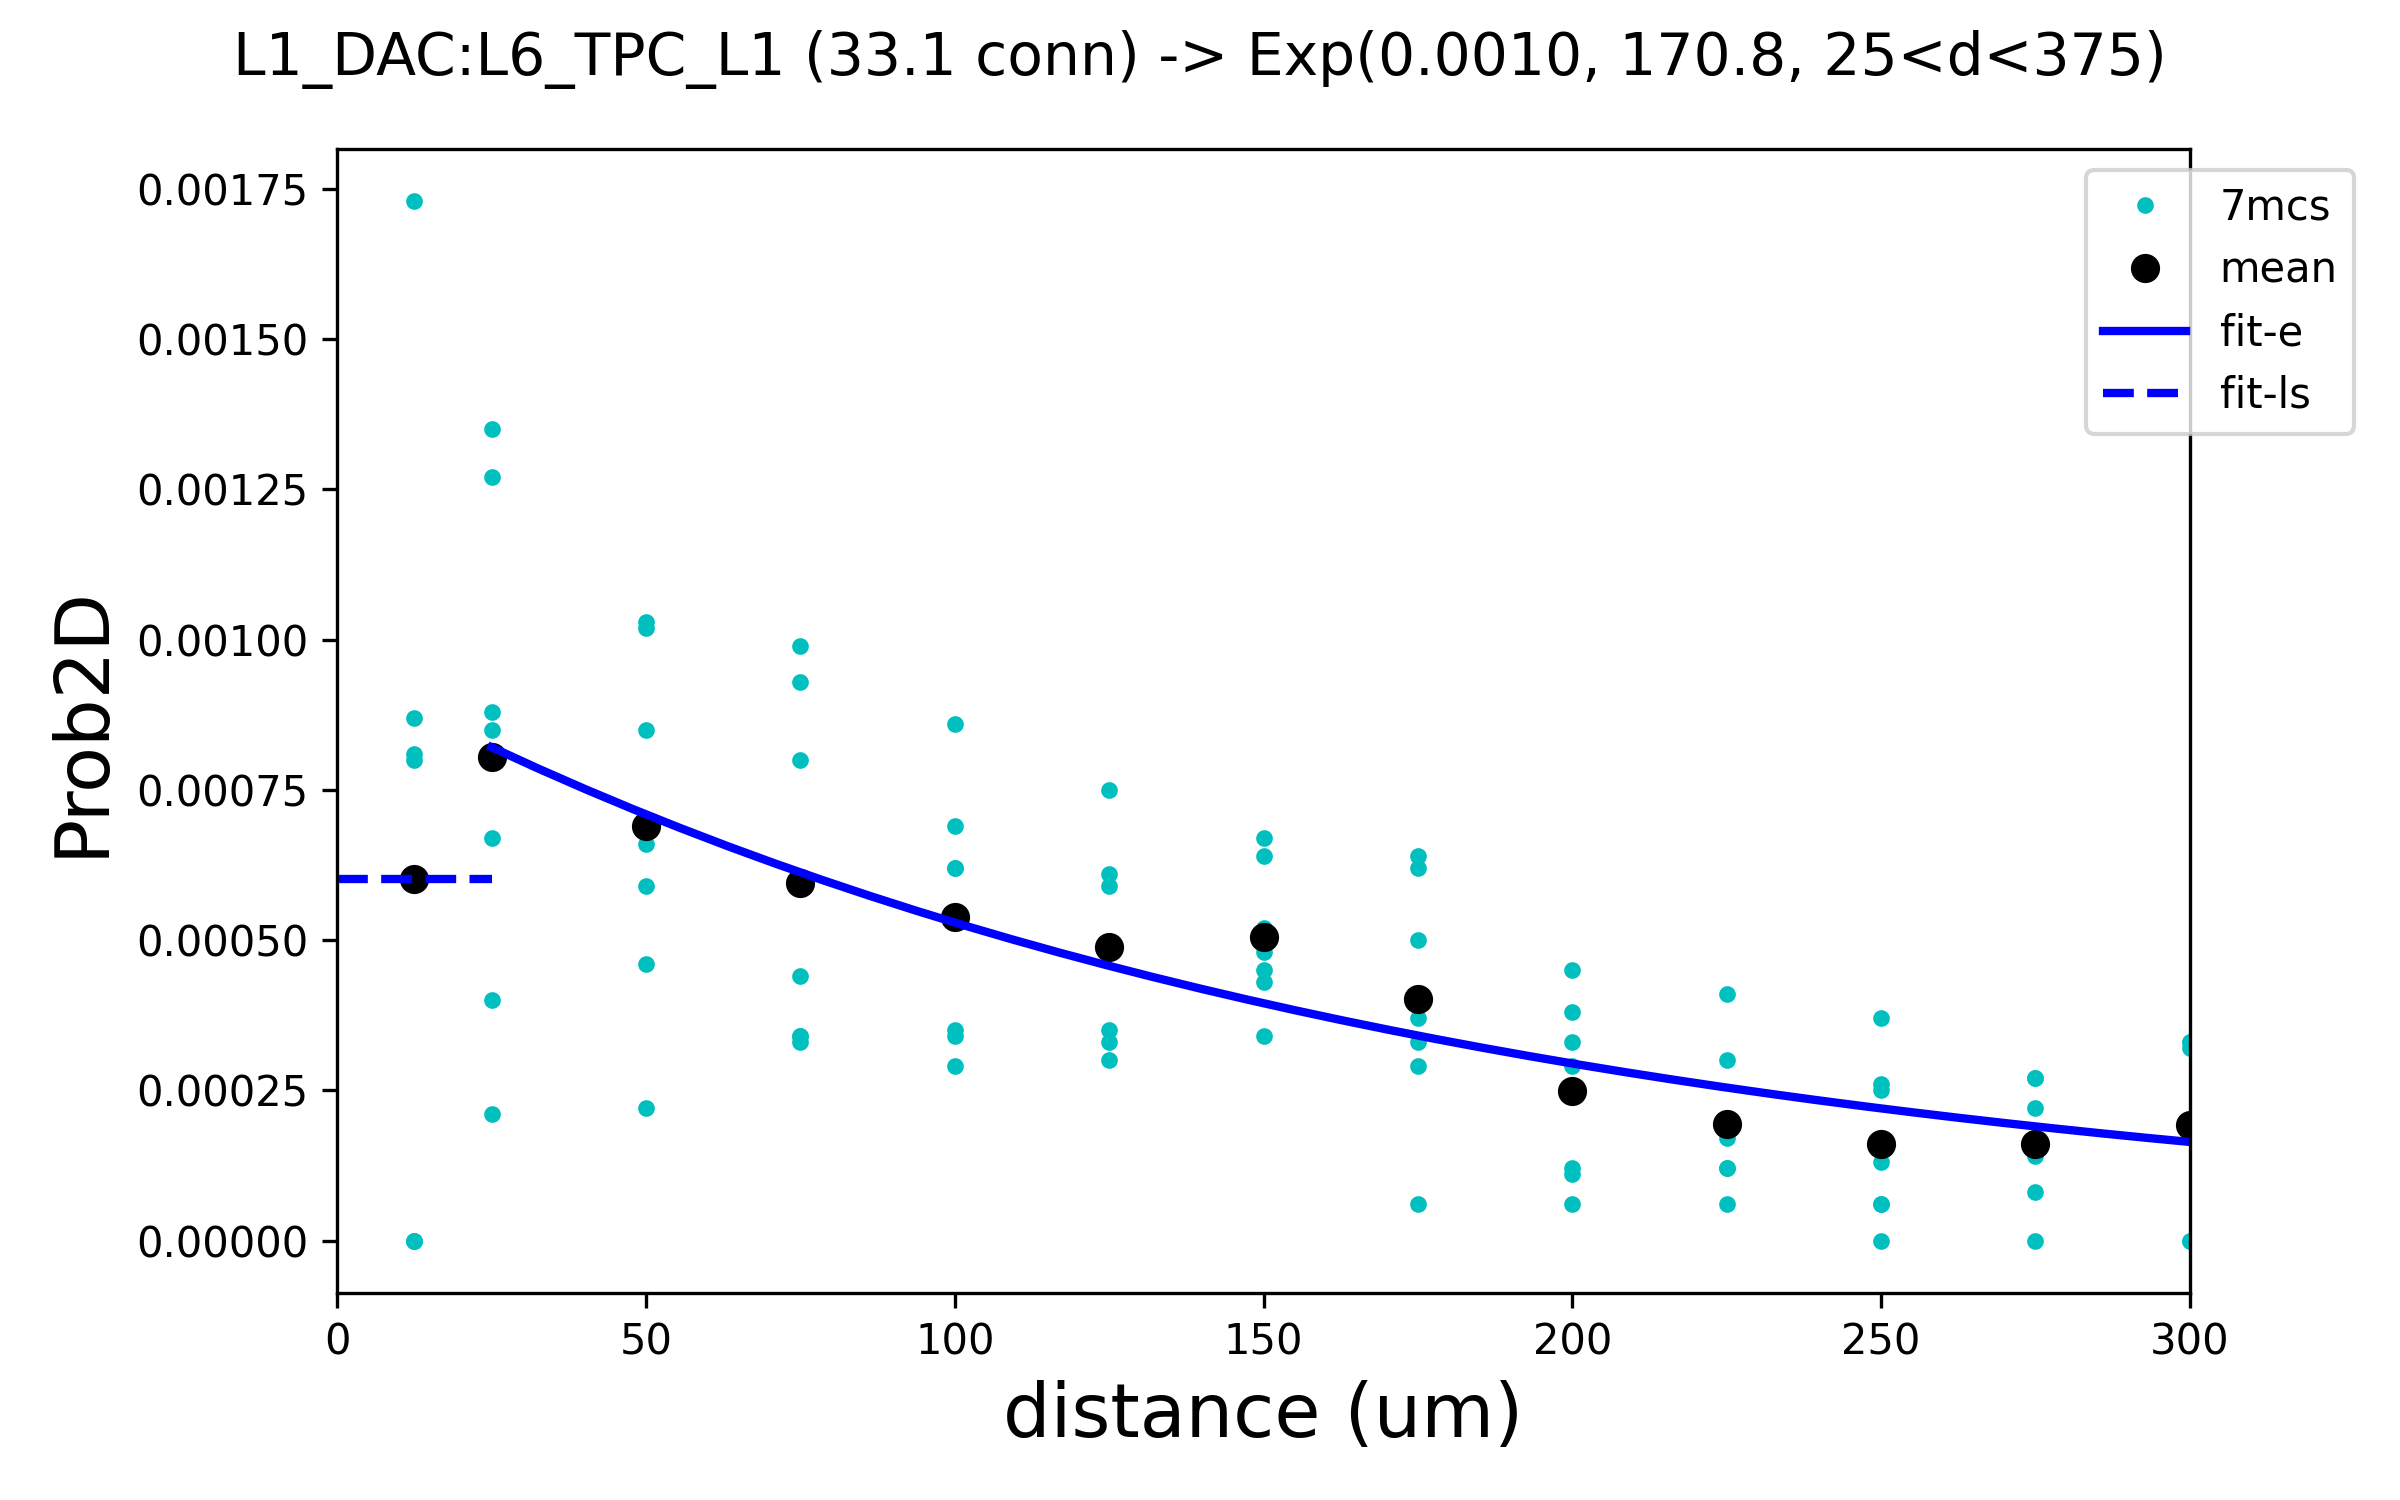 L1_DAC:L6_TPC_L1 (33.1 conn) -> Exp(0.0010, 170.8, 25<d<375)
0.00175
0.00150
0.00125
0.00100
0.00075
0.00050
0.00025
0.00000
Prob2D
7mcs
mean
fit-e
fit-ls
0 50 100 150 200 250 300
distance (um)